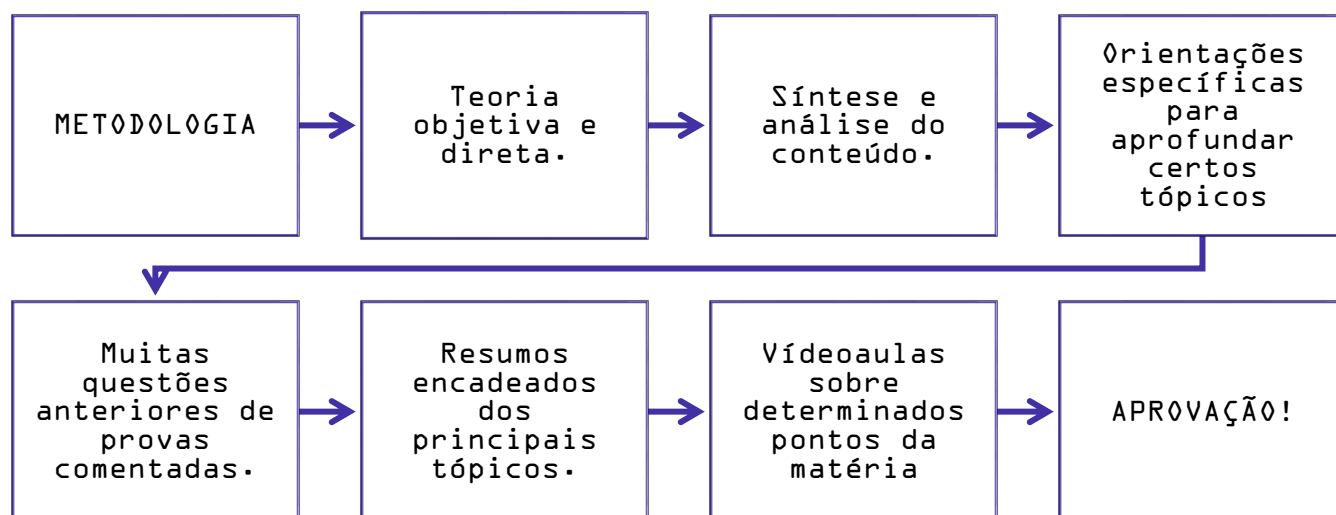 METODOLOGIA
Teoria
objetiva e
direta.
Síntese e
análise do
conteúdo.
Orientações
específicas
para
aprofundar
certos
tópicos
Muitas
questões
anteriores de
provas
comentadas.
Resumos
encadeados
dos
principais
tópicos.
Vídeoaulas
sobre
determinados
pontos da
matéria
APROVAÇÃO!